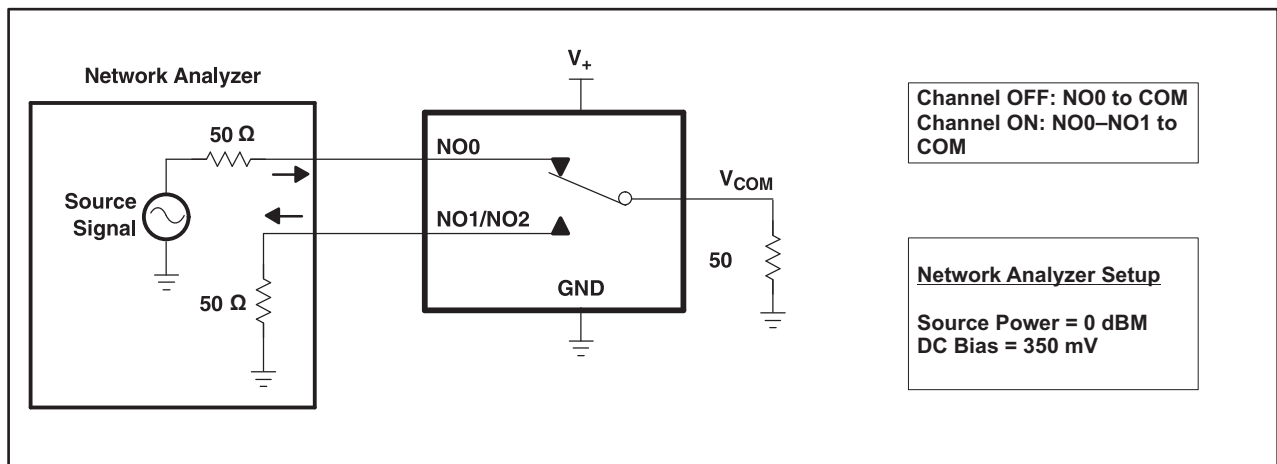 Network Analyzer
50 Ω
Source
Signal
50 Ω
V+
NO0
NO1/NO2
GND
VCOM
50
Channel OFF: NO0 to COM
Channel ON: NO0–NO1 to
COM
Network Analyzer Setup
Source Power = 0 dBM
DC Bias = 350 mV